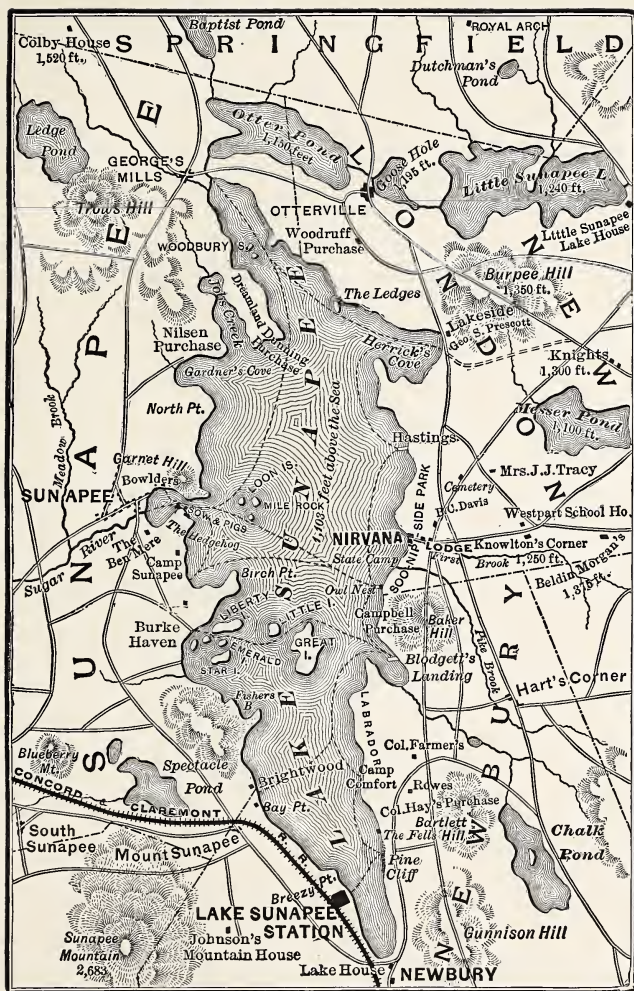 SPRINGFIELD
Baptist Pond
ROYAL ARCH
Colby House
1,520 ft.
Dutchman's
Pond
Ledge
Pond
Otter Pond
1,150 feet
Goose Hole
1,195 ft.
Little Sunapee L.
1,240 ft.
GEORGE'S
MILLS
Trows Hill
OTTERVILLE
Woodruff
Purchase
Little Sunapee
Lake House
WOODBURY'S
Burpee Hill
1,350 ft.
Jobs Creek
Dreamland Dunning
Purchase
The Ledges
Lakeside
Geo. S. Prescott
Nilsen
Purchase
Herrick's
Cove
Gardner's Cove
Knights
1,300 ft.
North Pt.
Messer Pond
1,100 ft.
LAKE SUNAPEE
1,103 feet above the Sea
Hastings
Meadow Brook
Garnet Hill
Bowlders
SUNAPEE
LOON IS.
MILE ROCK
SOW & PIGS
The Hedgehog
Mrs. J.J. Tracy
Cemetery
B.C. Davis
Westpart School Ho.
SOO-NIPI SIDE PARK
NIRVANA
LODGE
Knowlton's Corner
1,250 ft.
First Brook
State Camp
Sugar River
The
Ben Mere
Camp
Sunapee
Birch Pt.
Owl Nest
Beldin Morgan's
1,375 ft.
LIBERTY
LITTLE I.
Campbell
Purchase
Baker
Hill
Burke
Haven
EMERALD
I.
GREAT
I.
STAR I.
Blodgett's
Landing
Pike Brook
Hart's Corner
Fishers
B
LABRADOR
Col. Farmer's
Blueberry
Mt.
Spectacle
Pond
Brightwood
Camp
Comfort
Rowes
Col. Hay's Purchase
Bartlett
Hill
The Fells
CONCORD & CLAREMONT R. R.
Bay Pt.
South
Sunapee
Mount Sunapee
Pine
Cliff
Chalk
Pond
Breezy Pt.
LAKE SUNAPEE
STATION
Sunapee
Mountain
2,683
Johnson's
Mountain House
Gunnison Hill
Lake House
NEWBURY
SUNAPEE
NEW LONDON
NEWBURY